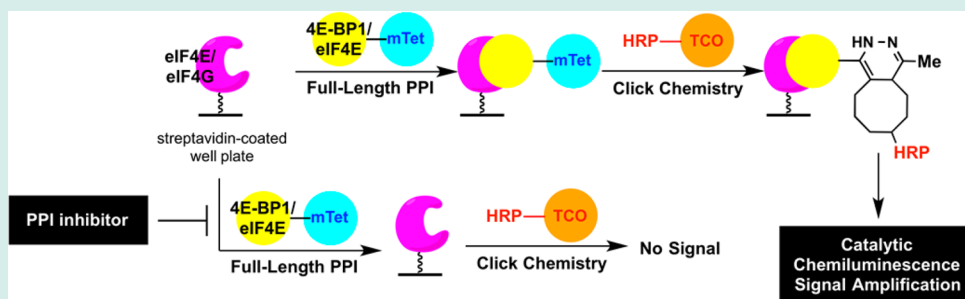 eIF4E/
eIF4G
4E-BP1/
eIF4E
mTet
Full-Length PPI
mTet
HRP
TCO
Click Chemistry
HN
N
Me
HRP
streptavidin-coated
well plate
PPI inhibitor
4E-BP1/
eIF4E
mTet
Full-Length PPI
HRP
TCO
Click Chemistry
No Signal
Catalytic
Chemiluminescence
Signal Amplification